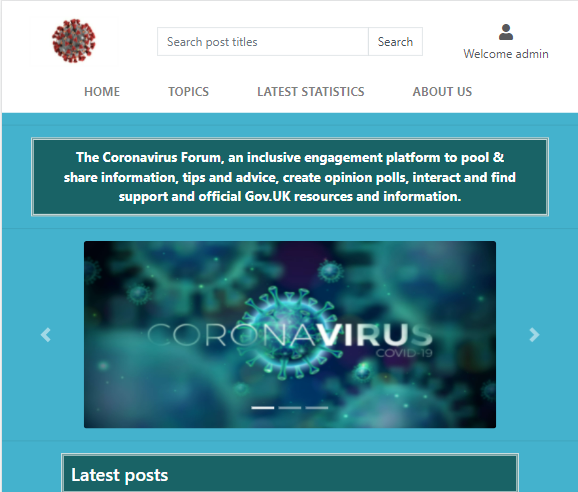 Search post titles
Search
Welcome admin
HOME
TOPICS
LATEST STATISTICS
ABOUT US
The Coronavirus Forum, an inclusive engagement platform to pool &
share information, tips and advice, create opinion polls, interact and find
support and official Gov.UK resources and information.
CORONAVIRUS
COVID-19
Latest posts